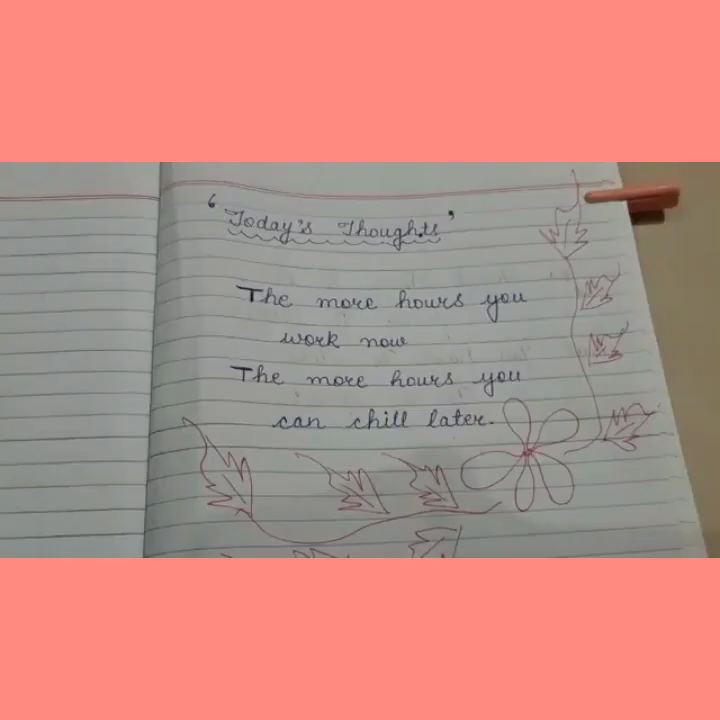 'Today's Thoughts'
The more hours you
work now
The more hours you
can chill later.